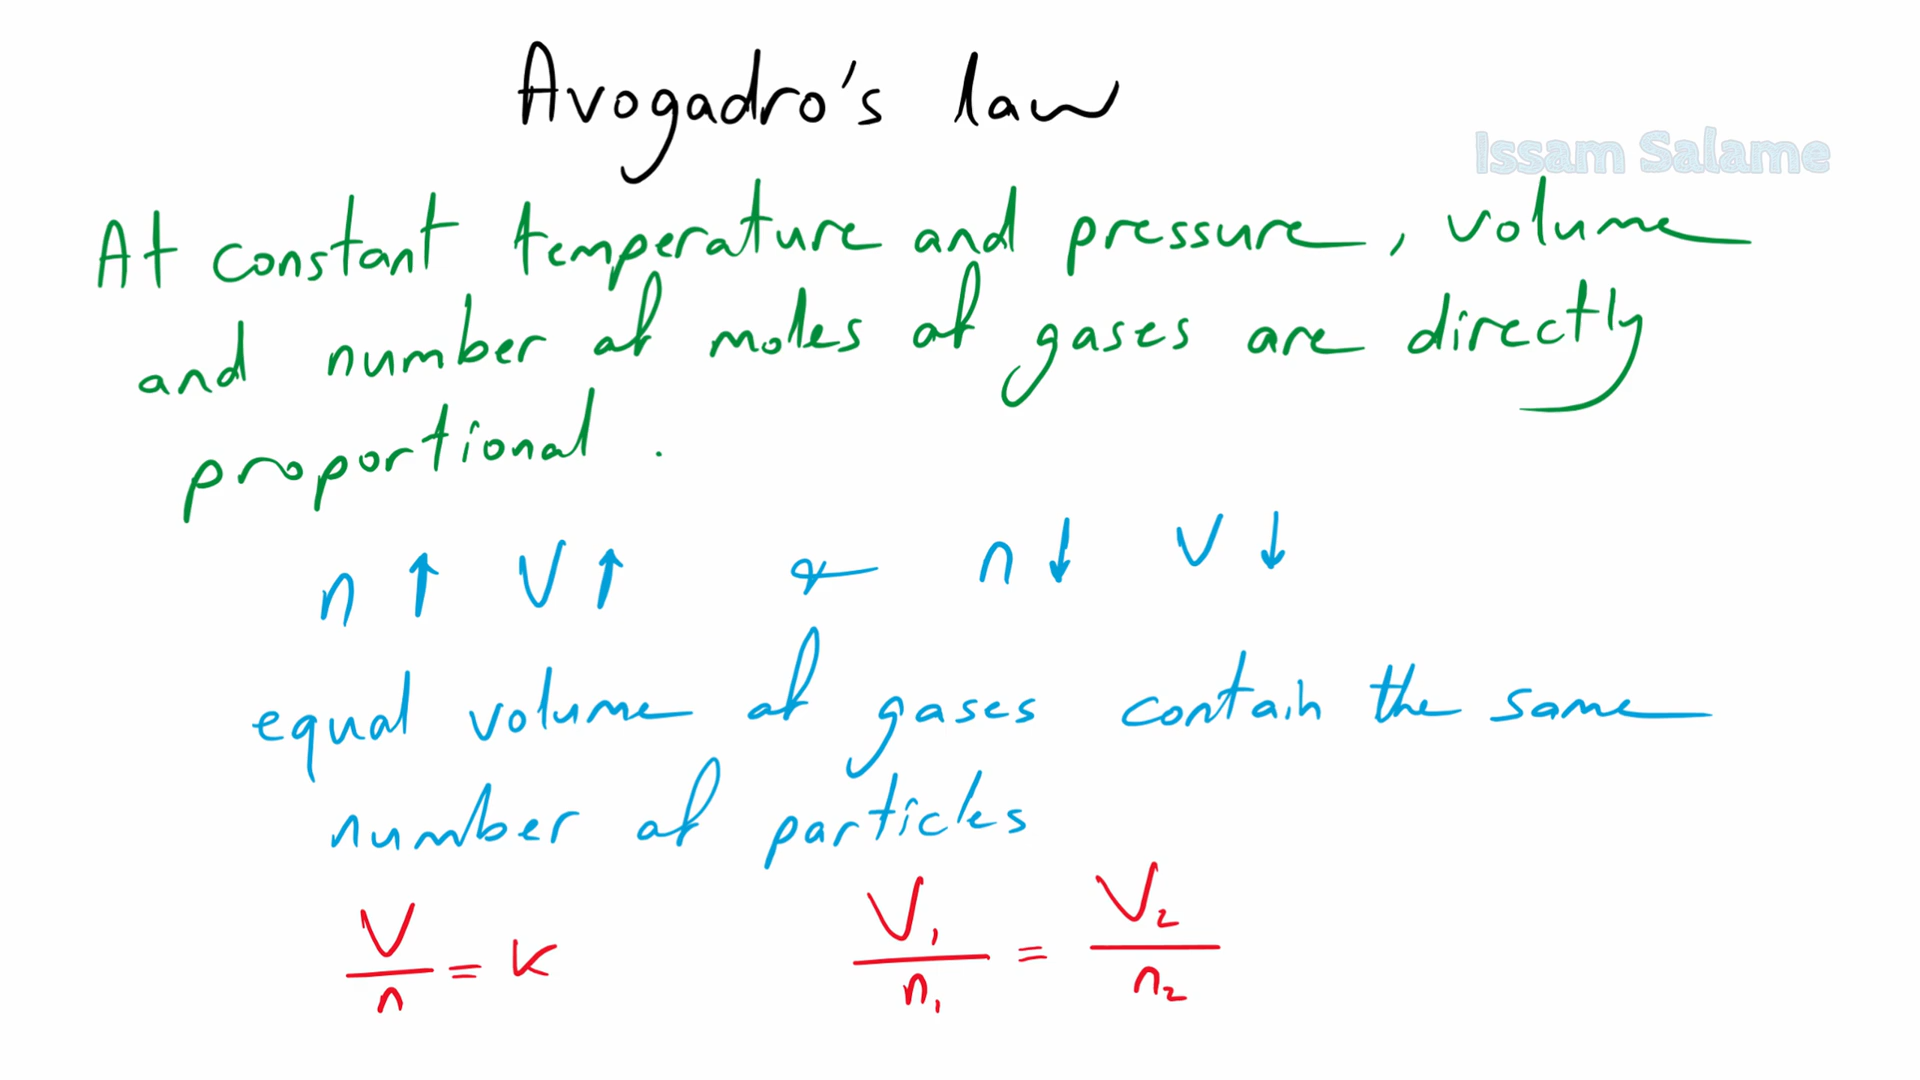 Avogadro's law
Issam Salame
At constant temperature and pressure, volume
and number of moles of gases are directly
proportional.
n ↑ V ↑ & n ↓ V ↓
equal volume of gases contain the same
number of particles
V/n = K V₁/n₁ = V₂/n₂